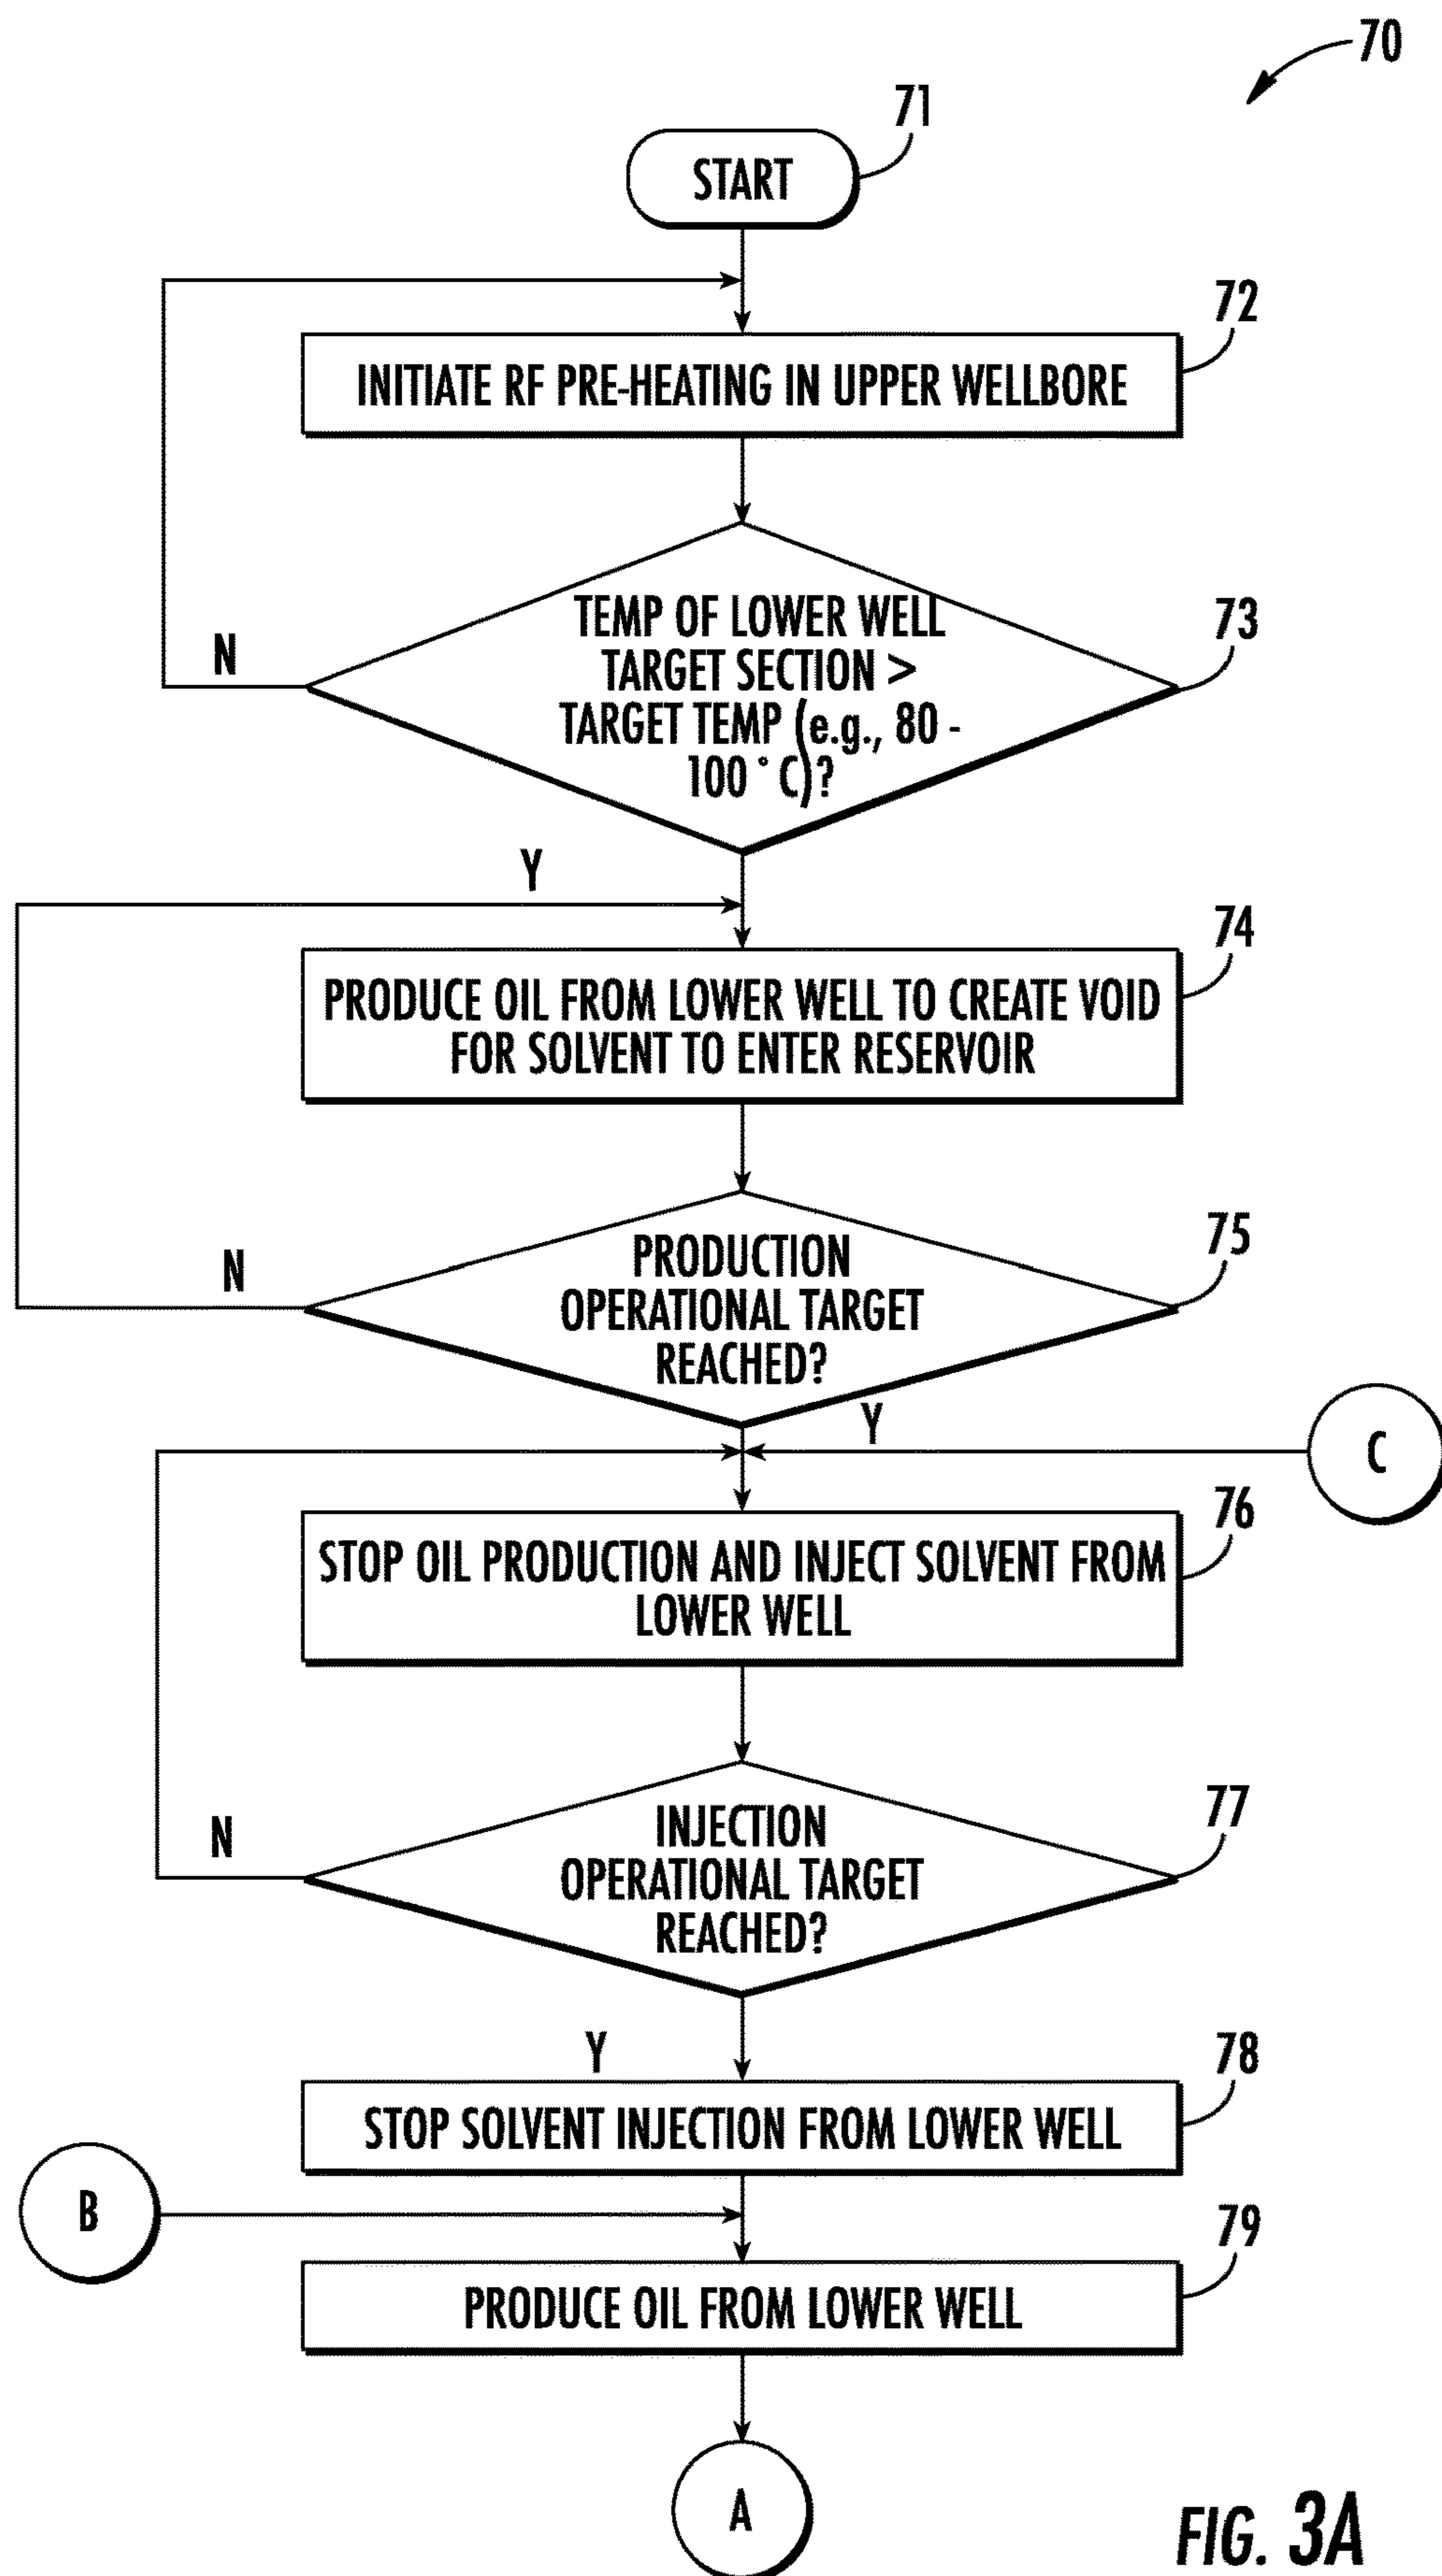 70
71
START
72
INITIATE RF PRE-HEATING IN UPPER WELLBORE
TEMP OF LOWER WELL
TARGET SECTION >
TARGET TEMP (e.g., 80 -
100 ° C)?
73
N
Y
74
PRODUCE OIL FROM LOWER WELL TO CREATE VOID
FOR SOLVENT TO ENTER RESERVOIR
75
PRODUCTION
OPERATIONAL TARGET
REACHED?
N
Y
C
76
STOP OIL PRODUCTION AND INJECT SOLVENT FROM
LOWER WELL
77
INJECTION
OPERATIONAL TARGET
REACHED?
N
Y
78
STOP SOLVENT INJECTION FROM LOWER WELL
B
79
PRODUCE OIL FROM LOWER WELL
A
FIG. 3A